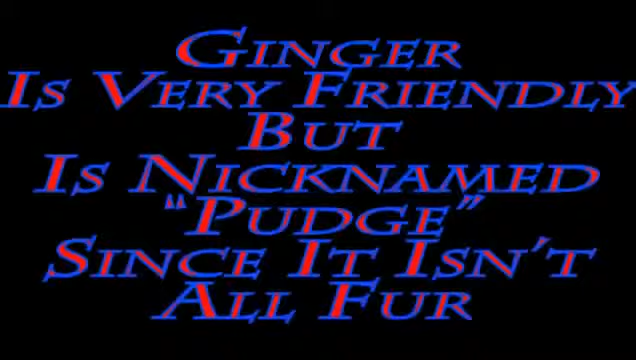 Ginger
Is Very Friendly
But
Is Nicknamed
“Pudge”
Since It Isn’t
All Fur